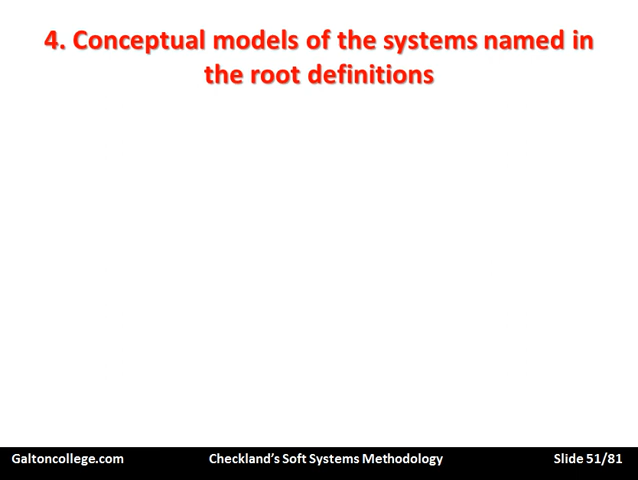 4. Conceptual models of the systems named in
the root definitions
Galtoncollege.com
Checkland’s Soft Systems Methodology
Slide 51/81